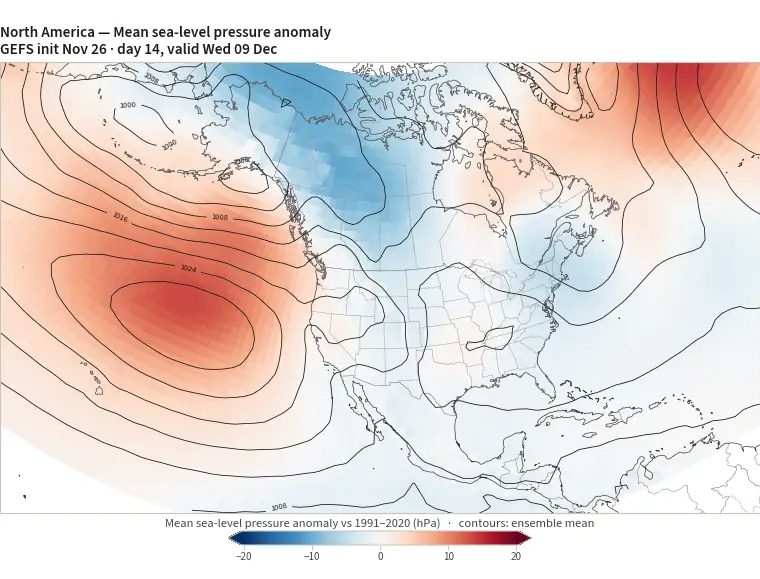 North America — Mean sea-level pressure anomaly
GEFS init Nov 26 · day 14, valid Wed 09 Dec
1008
1000
1000
1016
1008
1024
1008
Mean sea-level pressure anomaly vs 1991–2020 (hPa) · contours: ensemble mean
−20 −10 0 10 20